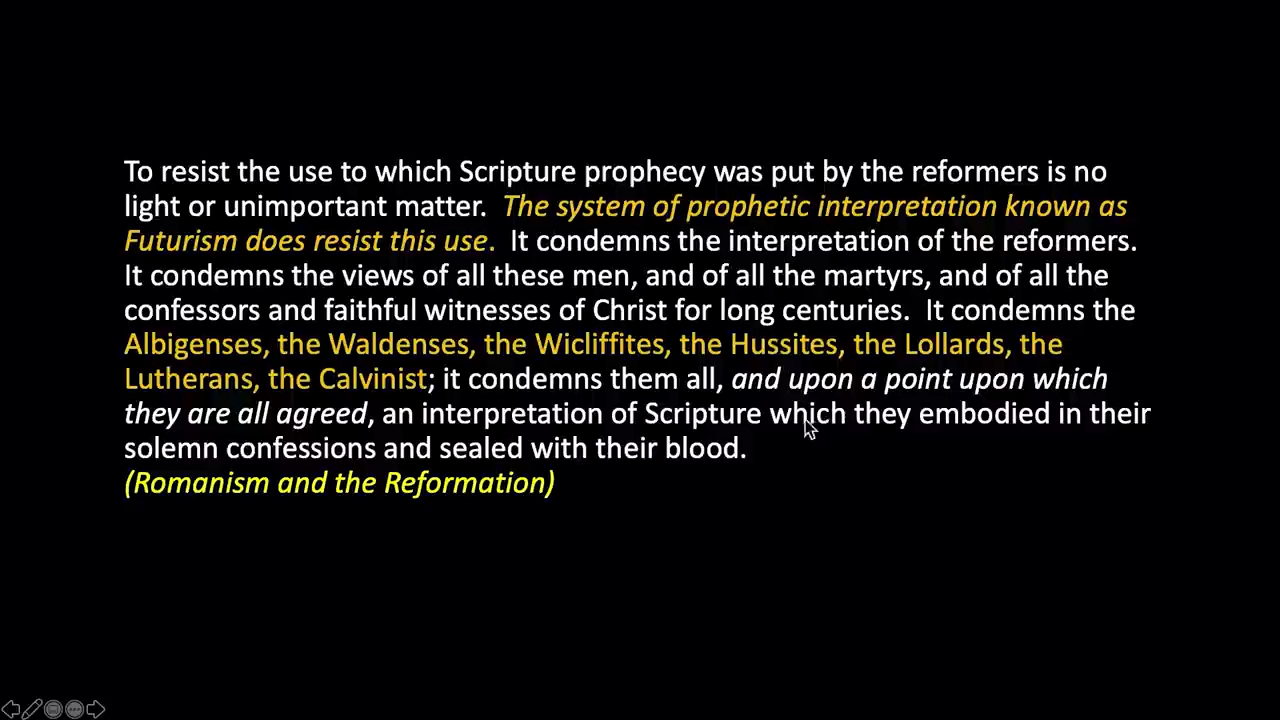 To resist the use to which Scripture prophecy was put by the reformers is no
light or unimportant matter.  The system of prophetic interpretation known as
Futurism does resist this use.  It condemns the interpretation of the reformers.
It condemns the views of all these men, and of all the martyrs, and of all the
confessors and faithful witnesses of Christ for long centuries.  It condemns the
Albigenses, the Waldenses, the Wicliffites, the Hussites, the Lollards, the
Lutherans, the Calvinist; it condemns them all, and upon a point upon which
they are all agreed, an interpretation of Scripture which they embodied in their
solemn confessions and sealed with their blood.
(Romanism and the Reformation)